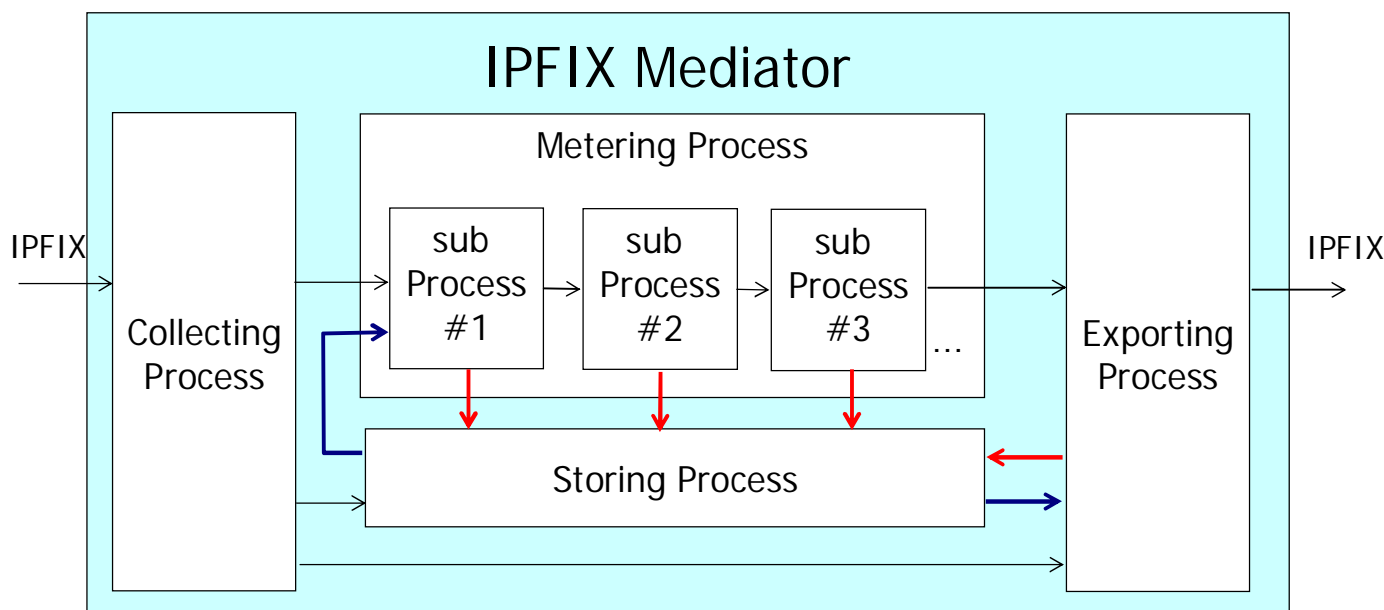 IPFIX Mediator
Metering Process
sub
Process
#1
sub
Process
#2
sub
Process
#3
...
IPFIX
IPFIX
Collecting
Process
Exporting
Process
Storing Process